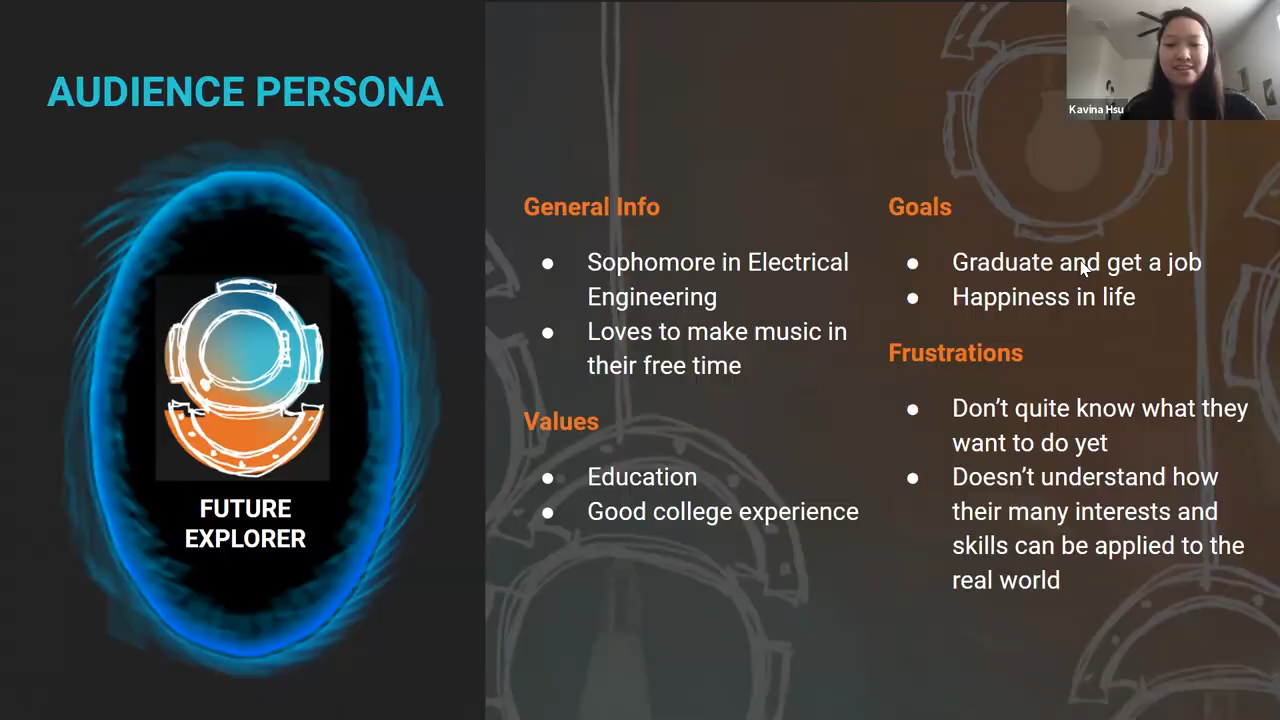 AUDIENCE PERSONA
FUTURE
EXPLORER
General Info
● Sophomore in Electrical
Engineering
● Loves to make music in
their free time
Values
● Education
● Good college experience
Goals
● Graduate and get a job
● Happiness in life
Frustrations
● Don’t quite know what they
want to do yet
● Doesn’t understand how
their many interests and
skills can be applied to the
real world
Kavina Hsu